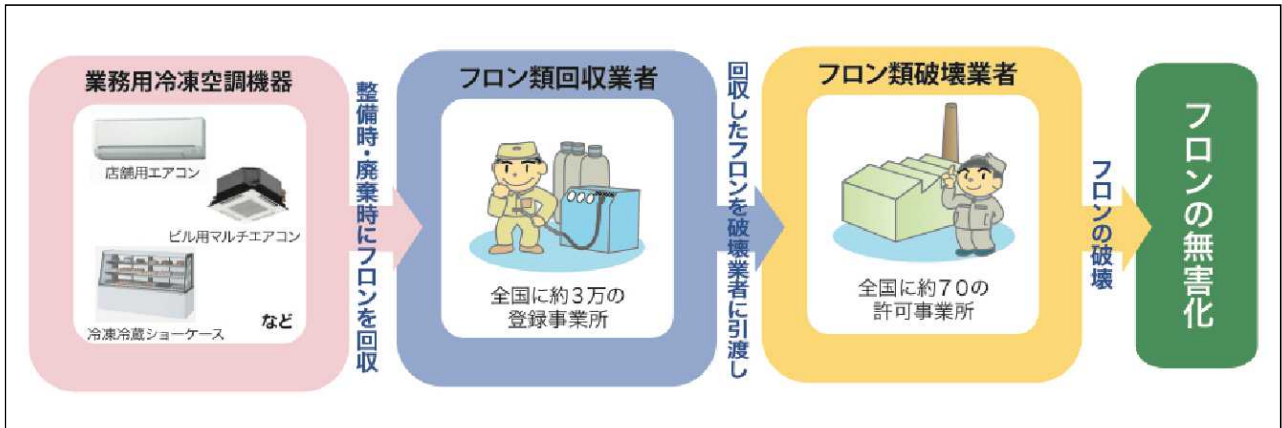 業務用冷凍空調機器
店舗用エアコン
ビル用マルチエアコン
冷凍冷蔵ショーケース
など
整備時・廃棄時にフロンを回収
フロン類回収業者
全国に約3万の
登録事業所
回収したフロンを破壊業者に引渡し
フロン類破壊業者
全国に約70の
許可事業所
フロンの破壊
フロンの無害化